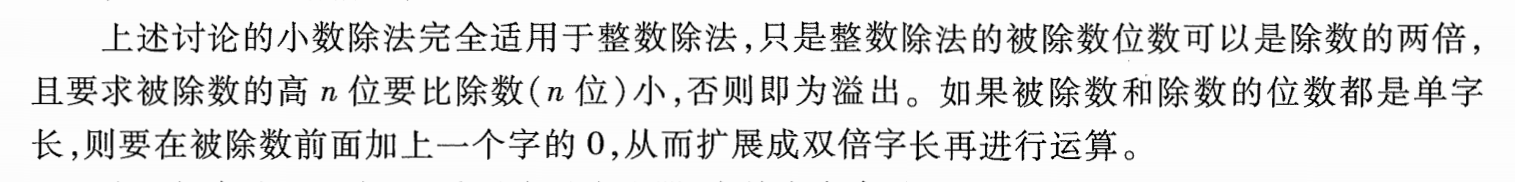 上述讨论的小数除法完全适用于整数除法,只是整数除法的被除数位数可以是除数的两倍,
且要求被除数的高 n 位要比除数(n 位)小,否则即为溢出。如果被除数和除数的位数都是单字
长,则要在被除数前面加上一个字的 0,从而扩展成双倍字长再进行运算。